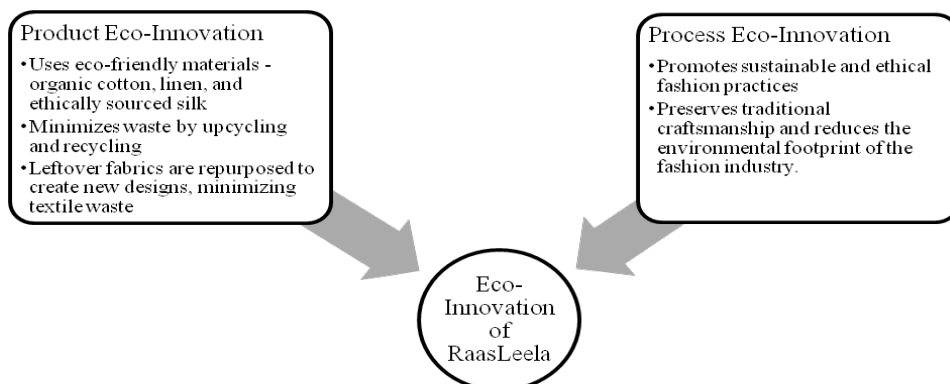 Product Eco-Innovation
•Uses eco-friendly materials -
organic cotton, linen, and
ethically sourced silk
•Minimizes waste by upcycling
and recycling
•Leftover fabrics are repurposed to
create new designs, minimizing
textile waste
Process Eco-Innovation
•Promotes sustainable and ethical
fashion practices
•Preserves traditional
craftsmanship and reduces the
environmental footprint of the
fashion industry.
Eco-
Innovation
of
RaasLeela